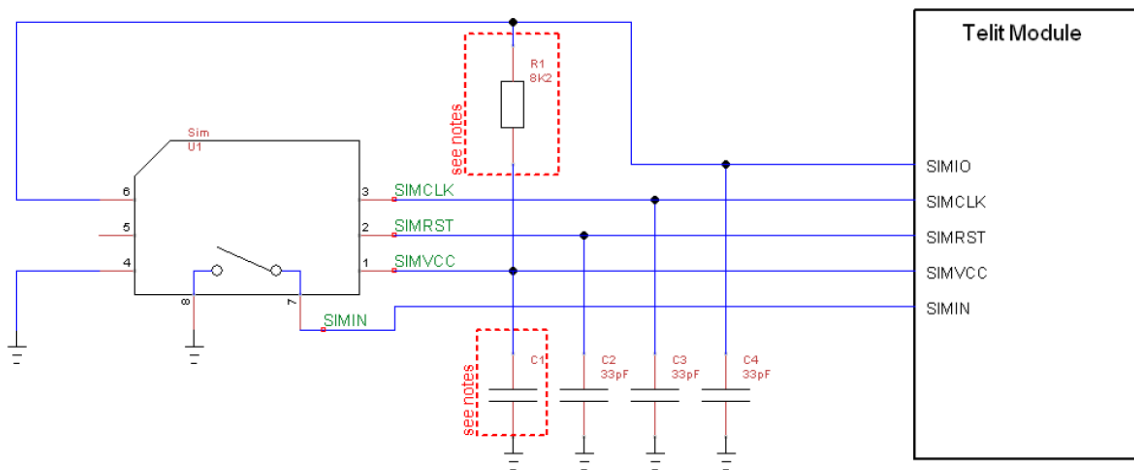 Telit Module
R1
8K2
see notes
Sim
U1
SIMIO
6
3
SIMCLK
SIMCLK
5
2
SIMRST
SIMRST
4
1
SIMVCC
SIMVCC
8
7
SIMIN
SIMIN
see notes
C1
C2
33pF
C3
33pF
C4
33pF